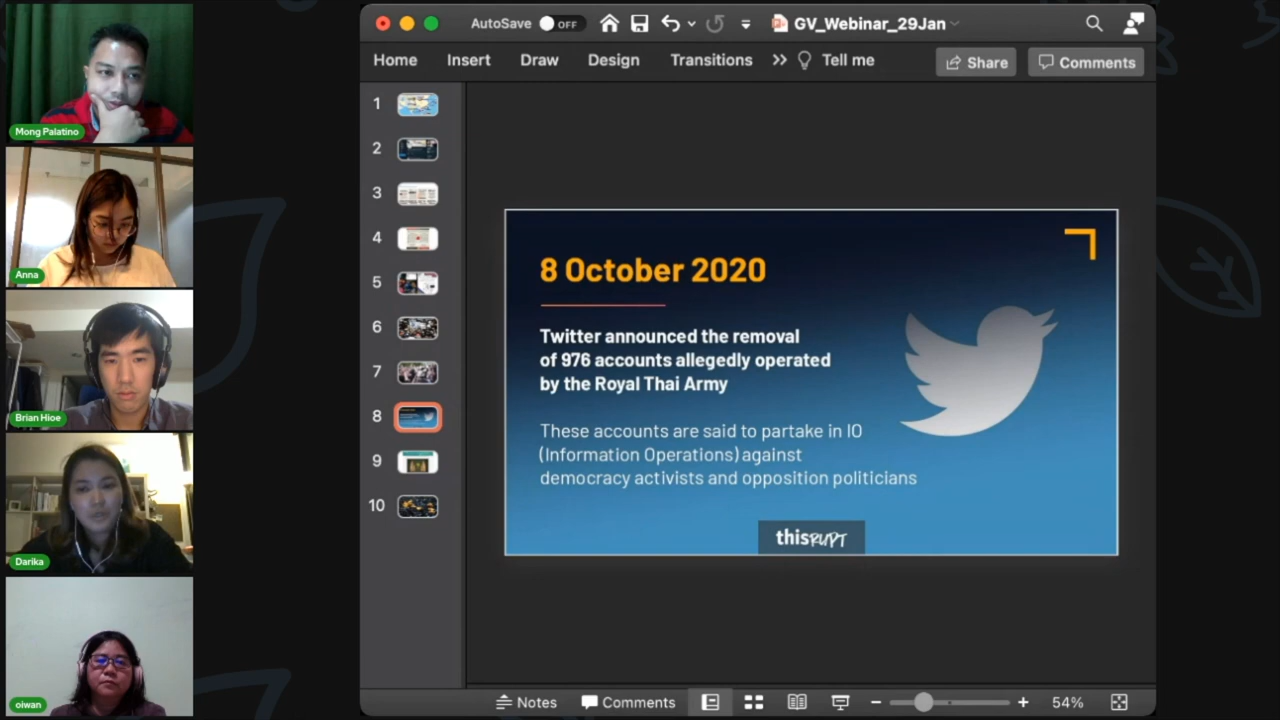 Mong Palatino
Anna
Brian Hioe
Darika
oiwan
AutoSave OFF
GV_Webinar_29Jan
Home Insert Draw Design Transitions Tell me Share Comments
1
2
3
4
5
6
7
8
9
10
8 October 2020
Twitter announced the removal
of 976 accounts allegedly operated
by the Royal Thai Army
These accounts are said to partake in IO
(Information Operations) against
democracy activists and opposition politicians
thisRUPT
Notes Comments 54%